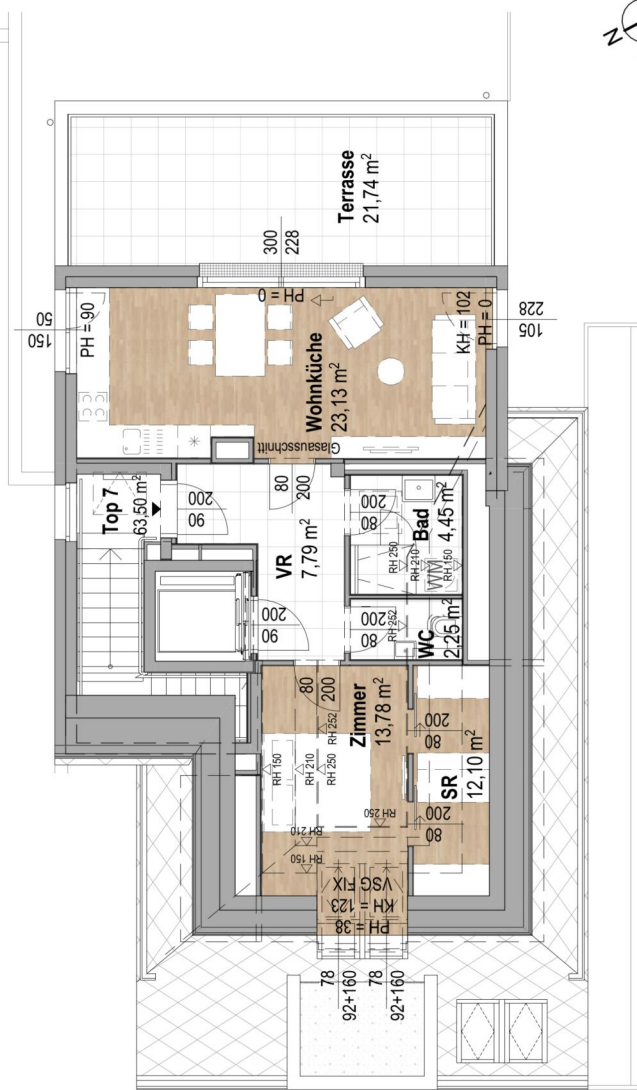 N
Terrasse
21,74 m²
300
228
150
50
PH = 90
PH = 0
KH = 102
PH = 0
105
228
Wohnküche
23,13 m²
Glasausschnitt
Top 7
63,50 m²
90
200
80
200
VR
7,79 m²
80
200
Bad
4,45 m²
RH 250
RH 210
RH 150
WM
90
200
80
200
RH 252
WC
2,25 m²
80
200
Zimmer
13,78 m²
RH 150
RH 210
RH 250
RH 252
RH 250
RH 210
RH 150
80
200
80
200
SR
12,10 m²
VSG FIX
KH = 123
PH = 38
78
92+160
78
92+160